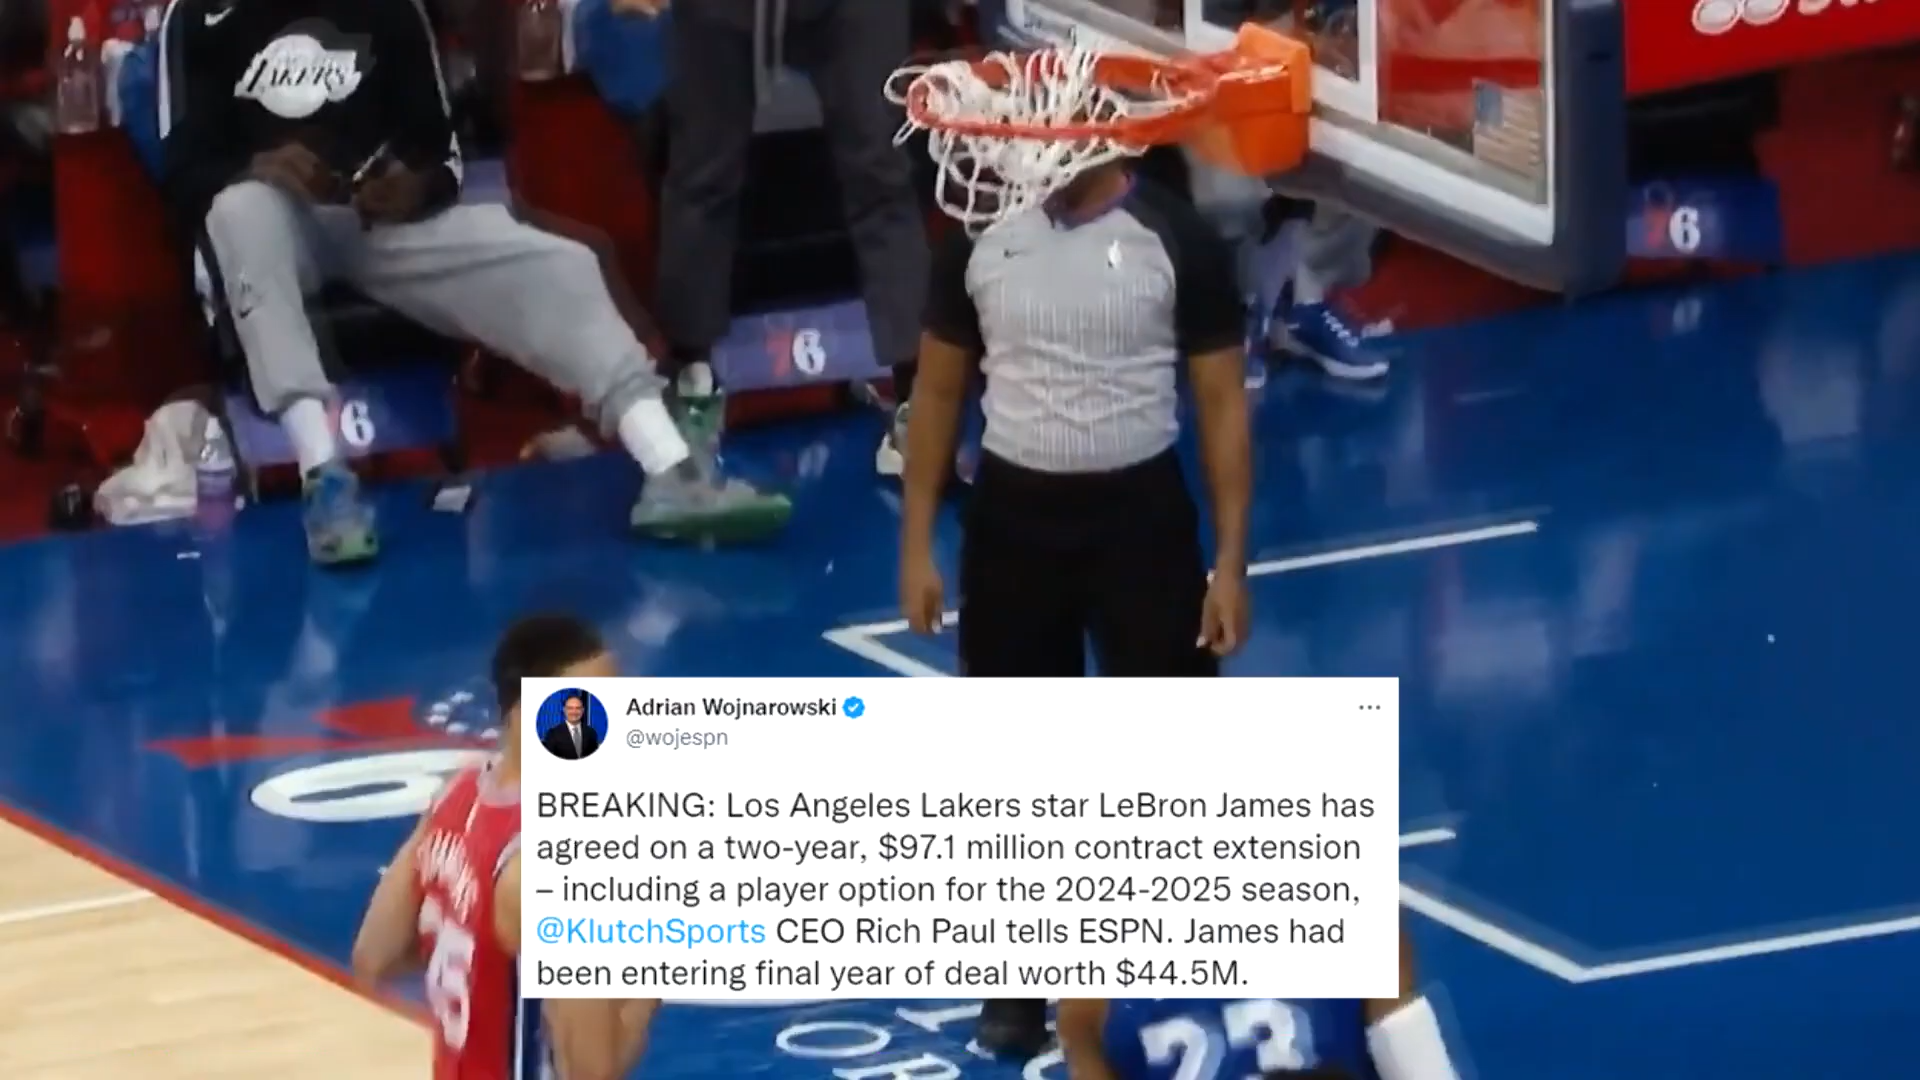 LAKERS
76
76
76
Adrian Wojnarowski
@wojespn
BREAKING: Los Angeles Lakers star LeBron James has
agreed on a two-year, $97.1 million contract extension
– including a player option for the 2024-2025 season,
@KlutchSports CEO Rich Paul tells ESPN. James had
been entering final year of deal worth $44.5M.
23